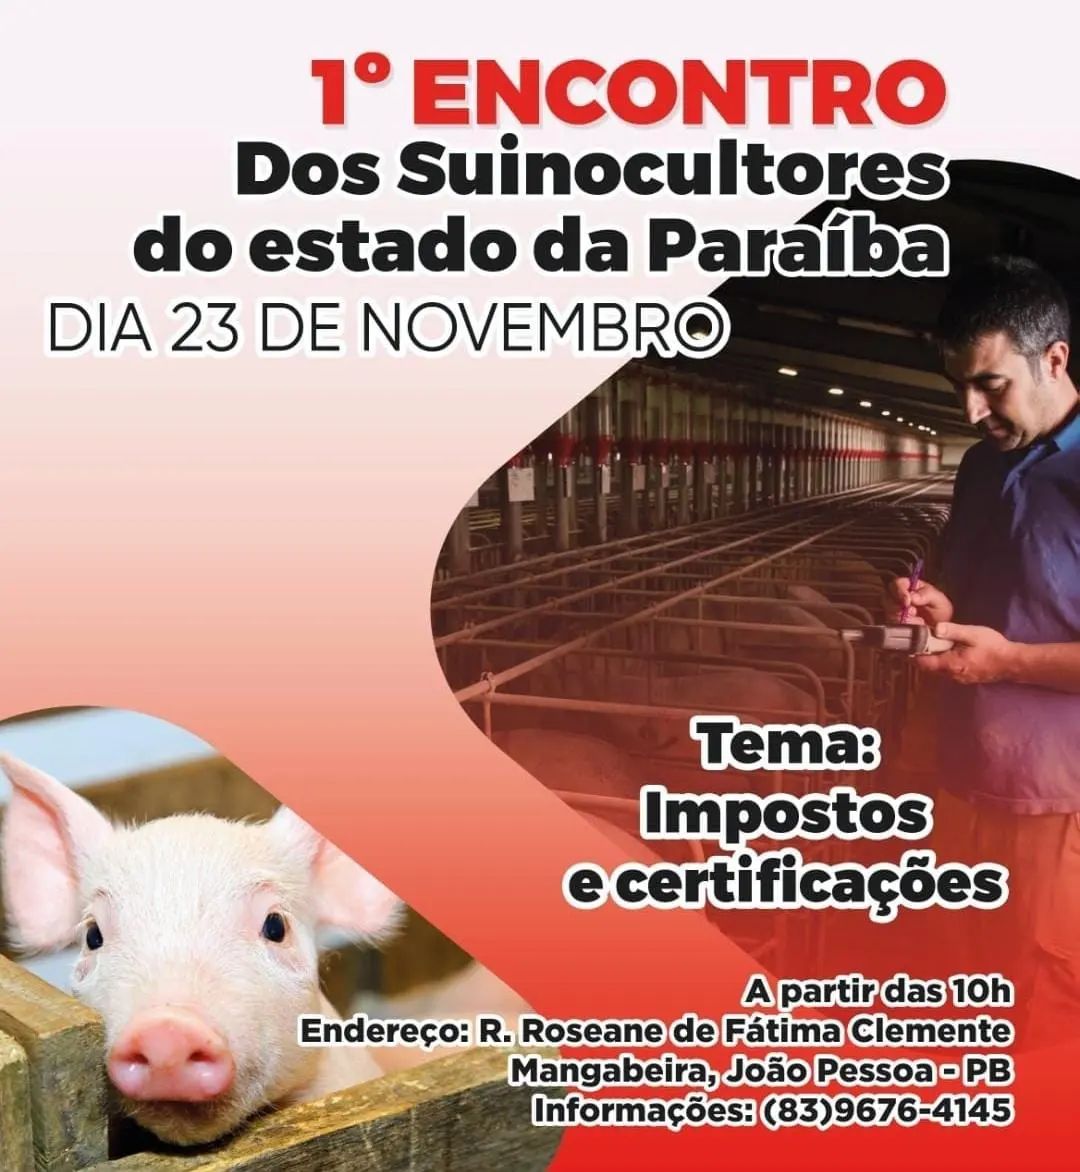 1º ENCONTRO
Dos Suinocultores
do estado da Paraíba
DIA 23 DE NOVEMBRO
Tema:
Impostos
e certificações
A partir das 10h
Endereço: R. Roseane de Fátima Clemente
Mangabeira, João Pessoa - PB
Informações: (83)9676-4145